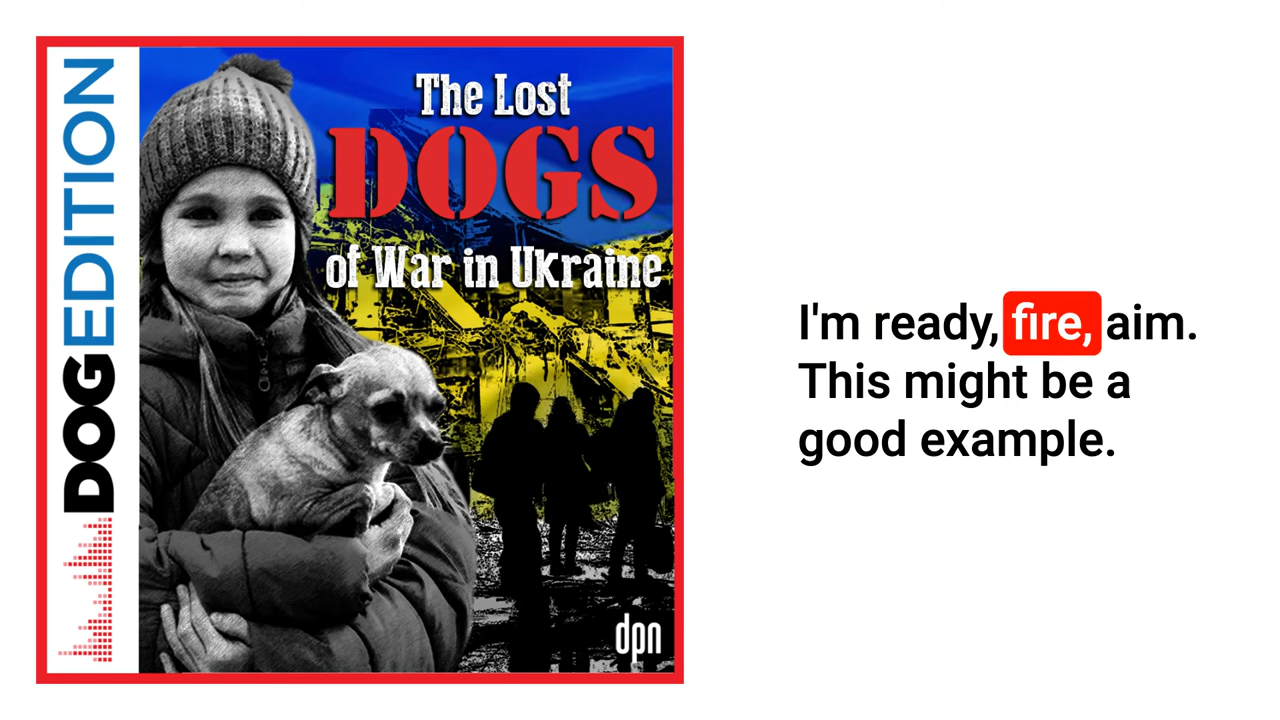 DOGEDITION
The Lost
DOGS
of War in Ukraine
dpn
I'm ready, fire, aim.
This might be a
good example.